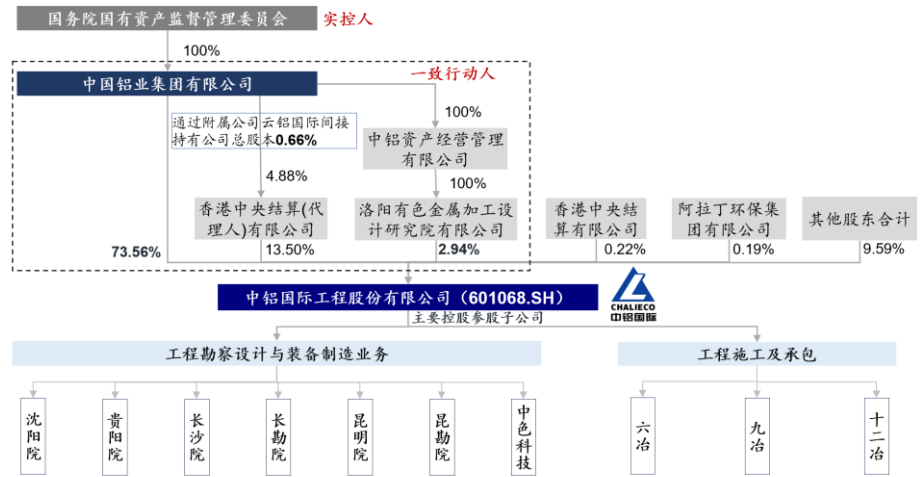 国务院国有资产监督管理委员会
实控人
100%
一致行动人
中国铝业集团有限公司
100%
通过附属公司云铝国际间接
持有公司总股本0.66%
中铝资产经营管理
有限公司
4.88%
100%
香港中央结算(代
理人)有限公司
洛阳有色金属加工设
计研究院有限公司
香港中央结
算有限公司
阿拉丁环保集
团有限公司
其他股东合计
73.56%
13.50%
2.94%
0.22%
0.19%
9.59%
中铝国际工程股份有限公司（601068.SH）
CHALIECO
中铝国际
主要控股参股子公司
工程勘察设计与装备制造业务
工程施工及承包
沈阳院
贵阳院
长沙院
长勘院
昆明院
昆勘院
中色科技
六冶
九冶
十二冶